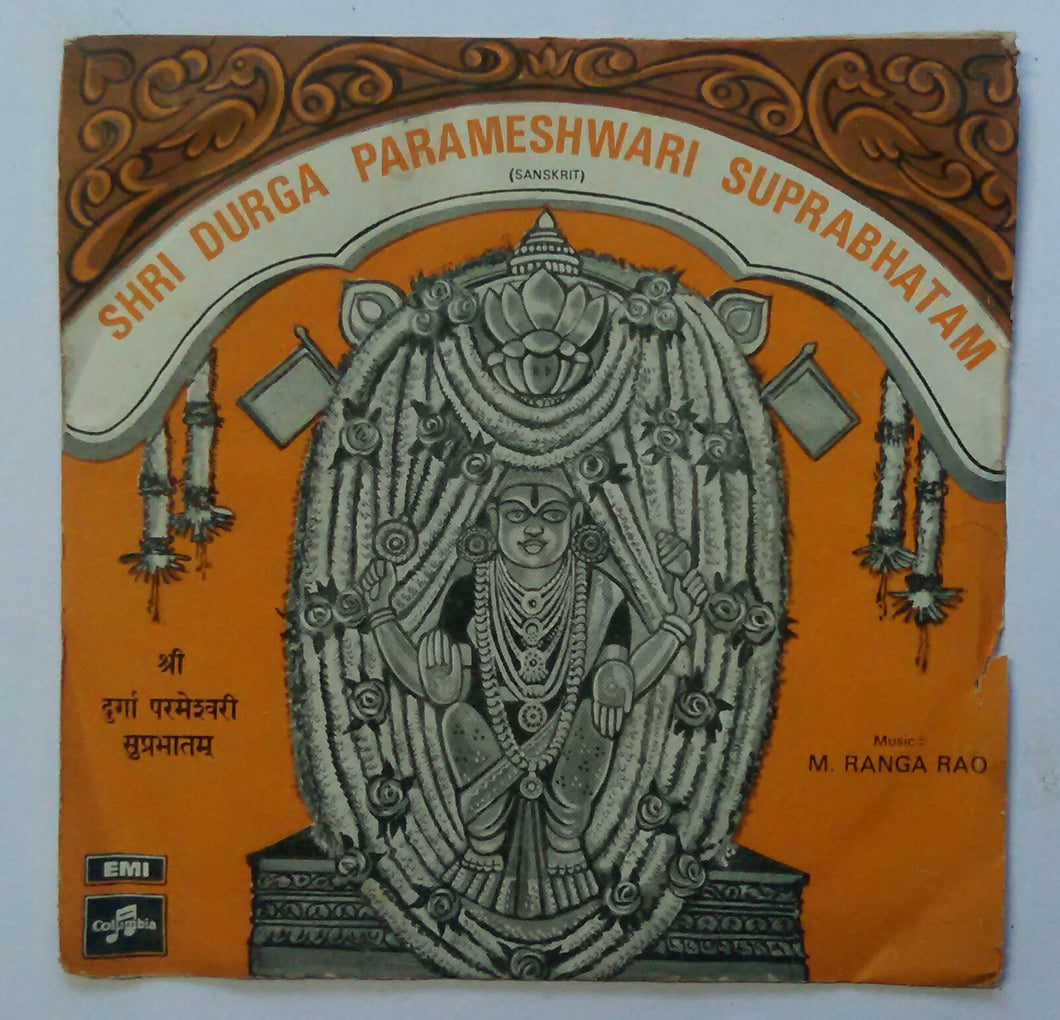 SHRI DURGA PARAMESHWARI SUPRABHATAM
(SANSKRIT)
श्री
दुर्गा परमेश्वरी
सुप्रभातम्
Music:
M. RANGA RAO
EMI
Columbia